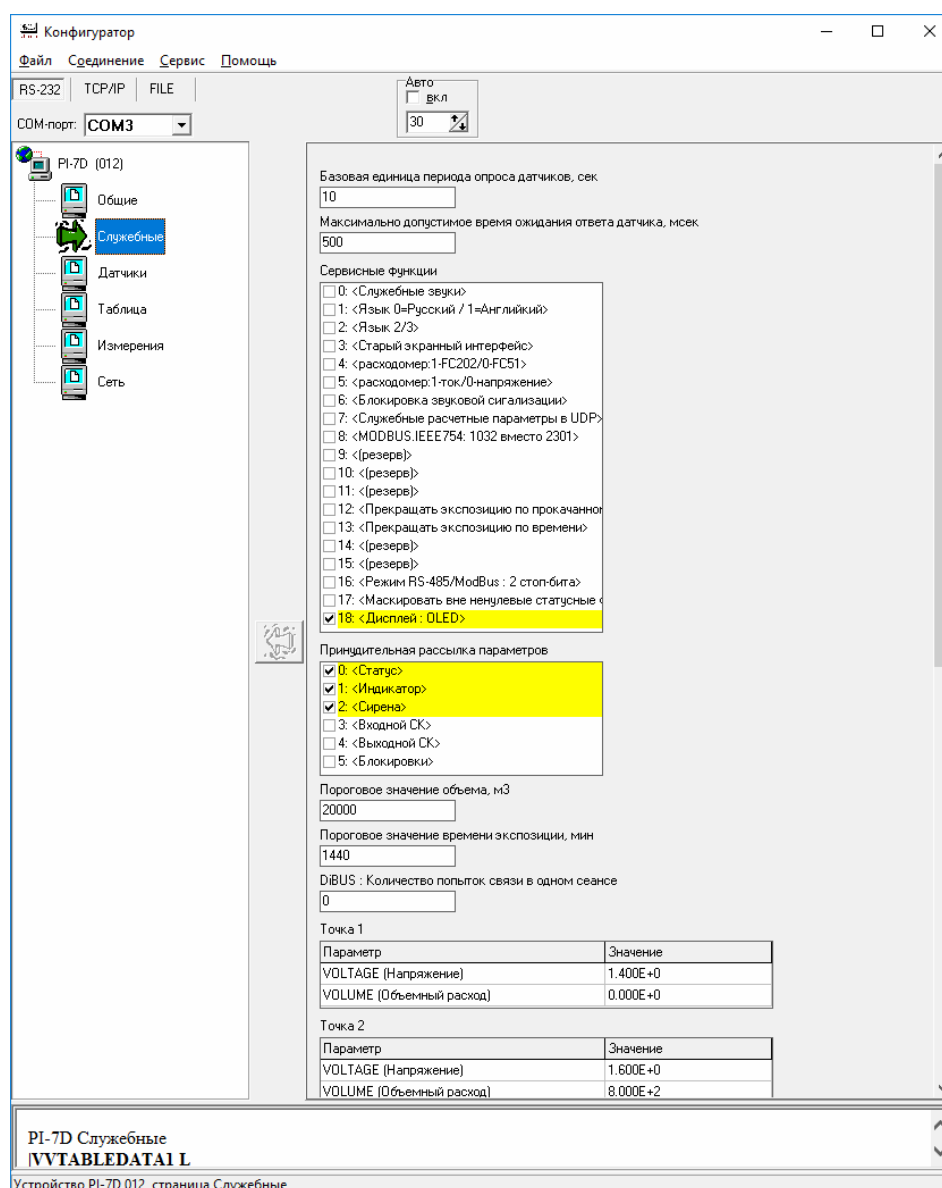 Конфигуратор
Файл Соединение Сервис Помощь
RS-232 TCP/IP FILE
Авто
вкл
30
COM-порт: COM3
PI-7D (012)
Общие
Служебные
Датчики
Таблица
Измерения
Сеть
Базовая единица периода опроса датчиков, сек
10
Максимально допустимое время ожидания ответа датчика, мсек
500
Сервисные функции
0: <Служебные звуки>
1: <Язык 0=Русский / 1=Англиийкий>
2: <Язык 2/3>
3: <Старый экранный интерфейс>
4: <расходомер:1-FC202/0-FC51>
5: <расходомер:1-ток/0-напряжение>
6: <Блокировка звуковой сигализации>
7: <Служебные расчетные параметры в UDP>
8: <MODBUS.IEEE754: 1032 вместо 2301>
9: <(резерв)>
10: <(резерв)>
11: <(резерв)>
12: <Прекращать экспозицию по прокачанног
13: <Прекращать экспозицию по времени>
14: <(резерв)>
15: <(резерв)>
16: <Режим RS-485/ModBus : 2 стоп-бита>
17: <Маскировать вне ненулевые статусные
18: <Дисплей : OLED>
Принудительная рассылка параметров
0: <Статус>
1: <Индикатор>
2: <Сирена>
3: <Входной СК>
4: <Выходной СК>
5: <Блокировки>
Пороговое значение объема, м3
20000
Пороговое значение времени экспозиции, мин
1440
DiBUS : Количество попыток связи в одном сеансе
0
Точка 1
Параметр Значение
VOLTAGE (Напряжение) 1.400E+0
VOLUME (Объемный расход) 0.000E+0
Точка 2
Параметр Значение
VOLTAGE (Напряжение) 1.600E+0
VOLUME (Объемный расход) 8.000E+2
PI-7D Служебные
|VVTABLEDATA1 L
Устройство PI-7D 012, страница Служебные